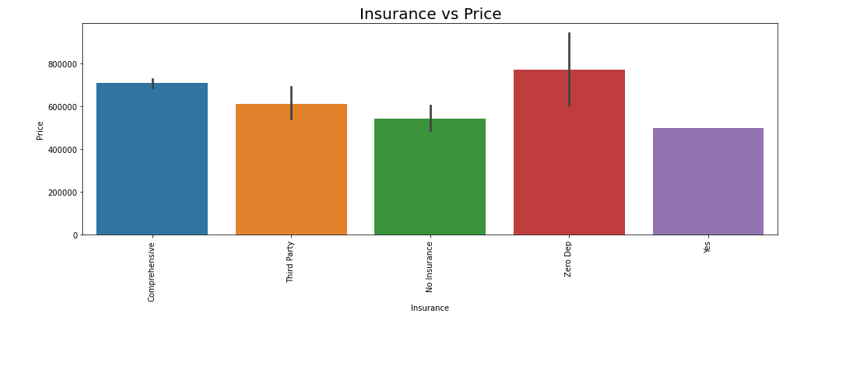 Insurance vs Price
Price
800000
600000
400000
200000
0
Comprehensive
Third Party
No Insurance
Zero Dep
Yes
Insurance